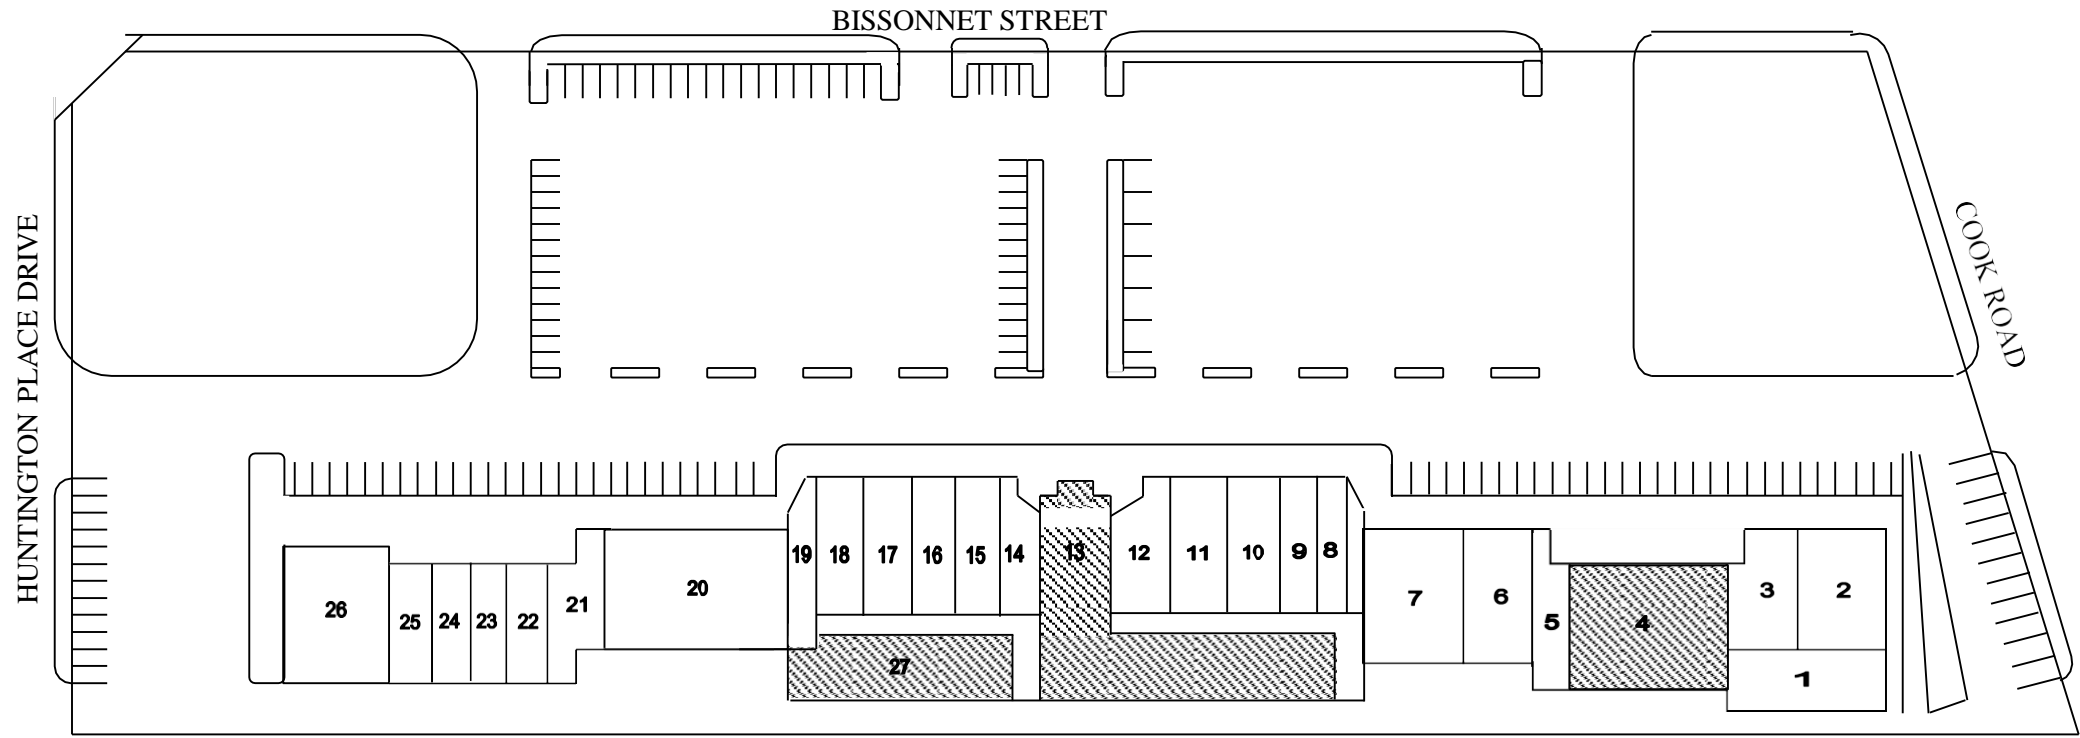 BISSONNET STREET
HUNTINGTON PLACE DRIVE
COOK ROAD
19 18 17 16 15 14 13 12 11 10 9 8
26 25 24 23 22 21 20 7 6 5 4 3 2
27 1